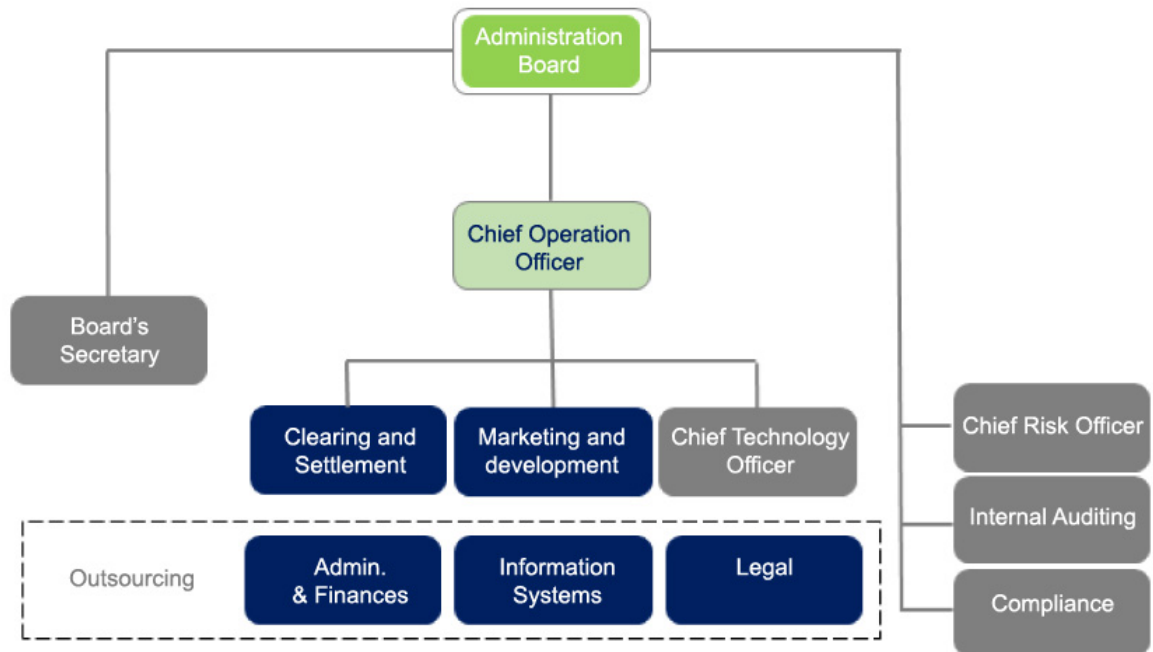 Administration
Board
Chief Operation
Officer
Board’s
Secretary
Clearing and
Settlement
Marketing and
development
Chief Technology
Officer
Chief Risk Officer
Internal Auditing
Compliance
Outsourcing
Admin.
& Finances
Information
Systems
Legal